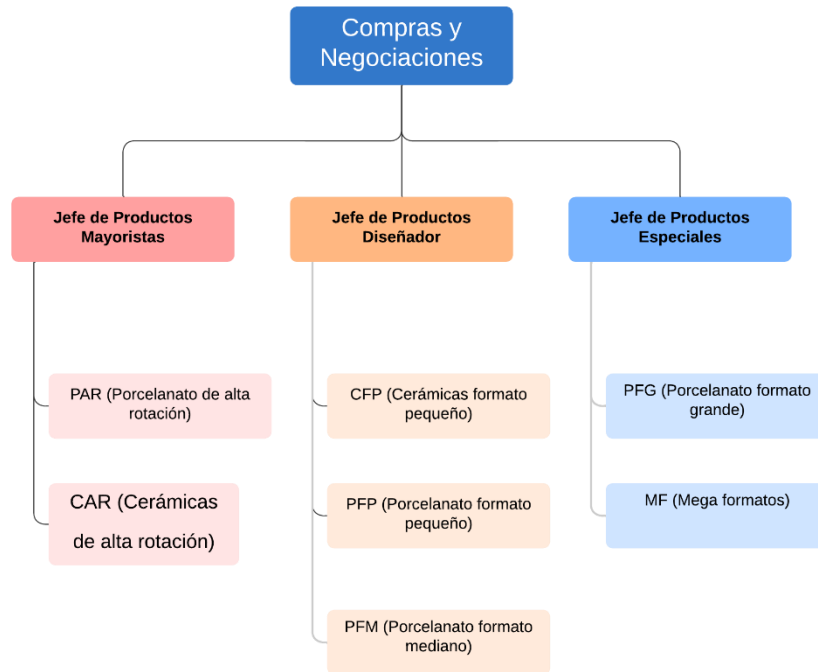 Compras y
Negociaciones
Jefe de Productos
Mayoristas
Jefe de Productos
Diseñador
Jefe de Productos
Especiales
PAR (Porcelanato de alta
rotación)
CFP (Cerámicas formato
pequeño)
PFG (Porcelanato formato
grande)
CAR (Cerámicas
de alta rotación)
PFP (Porcelanato formato
pequeño)
MF (Mega formatos)
PFM (Porcelanato formato
mediano)